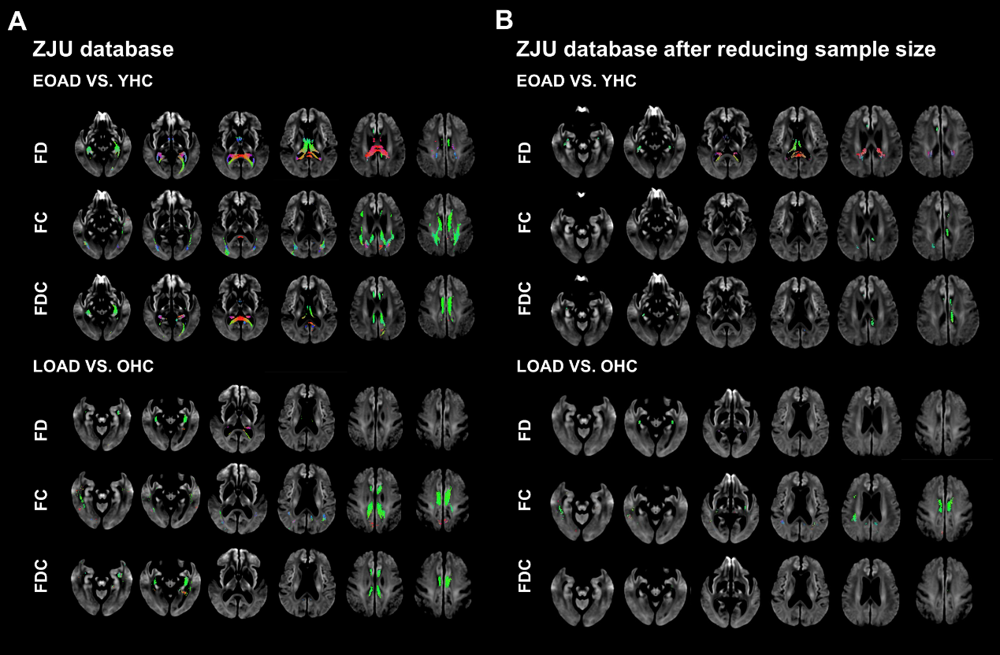 A
ZJU database
EOAD VS. YHC
FD
FC
FDC
LOAD VS. OHC
FD
FC
FDC
B
ZJU database after reducing sample size
EOAD VS. YHC
FD
FC
FDC
LOAD VS. OHC
FD
FC
FDC